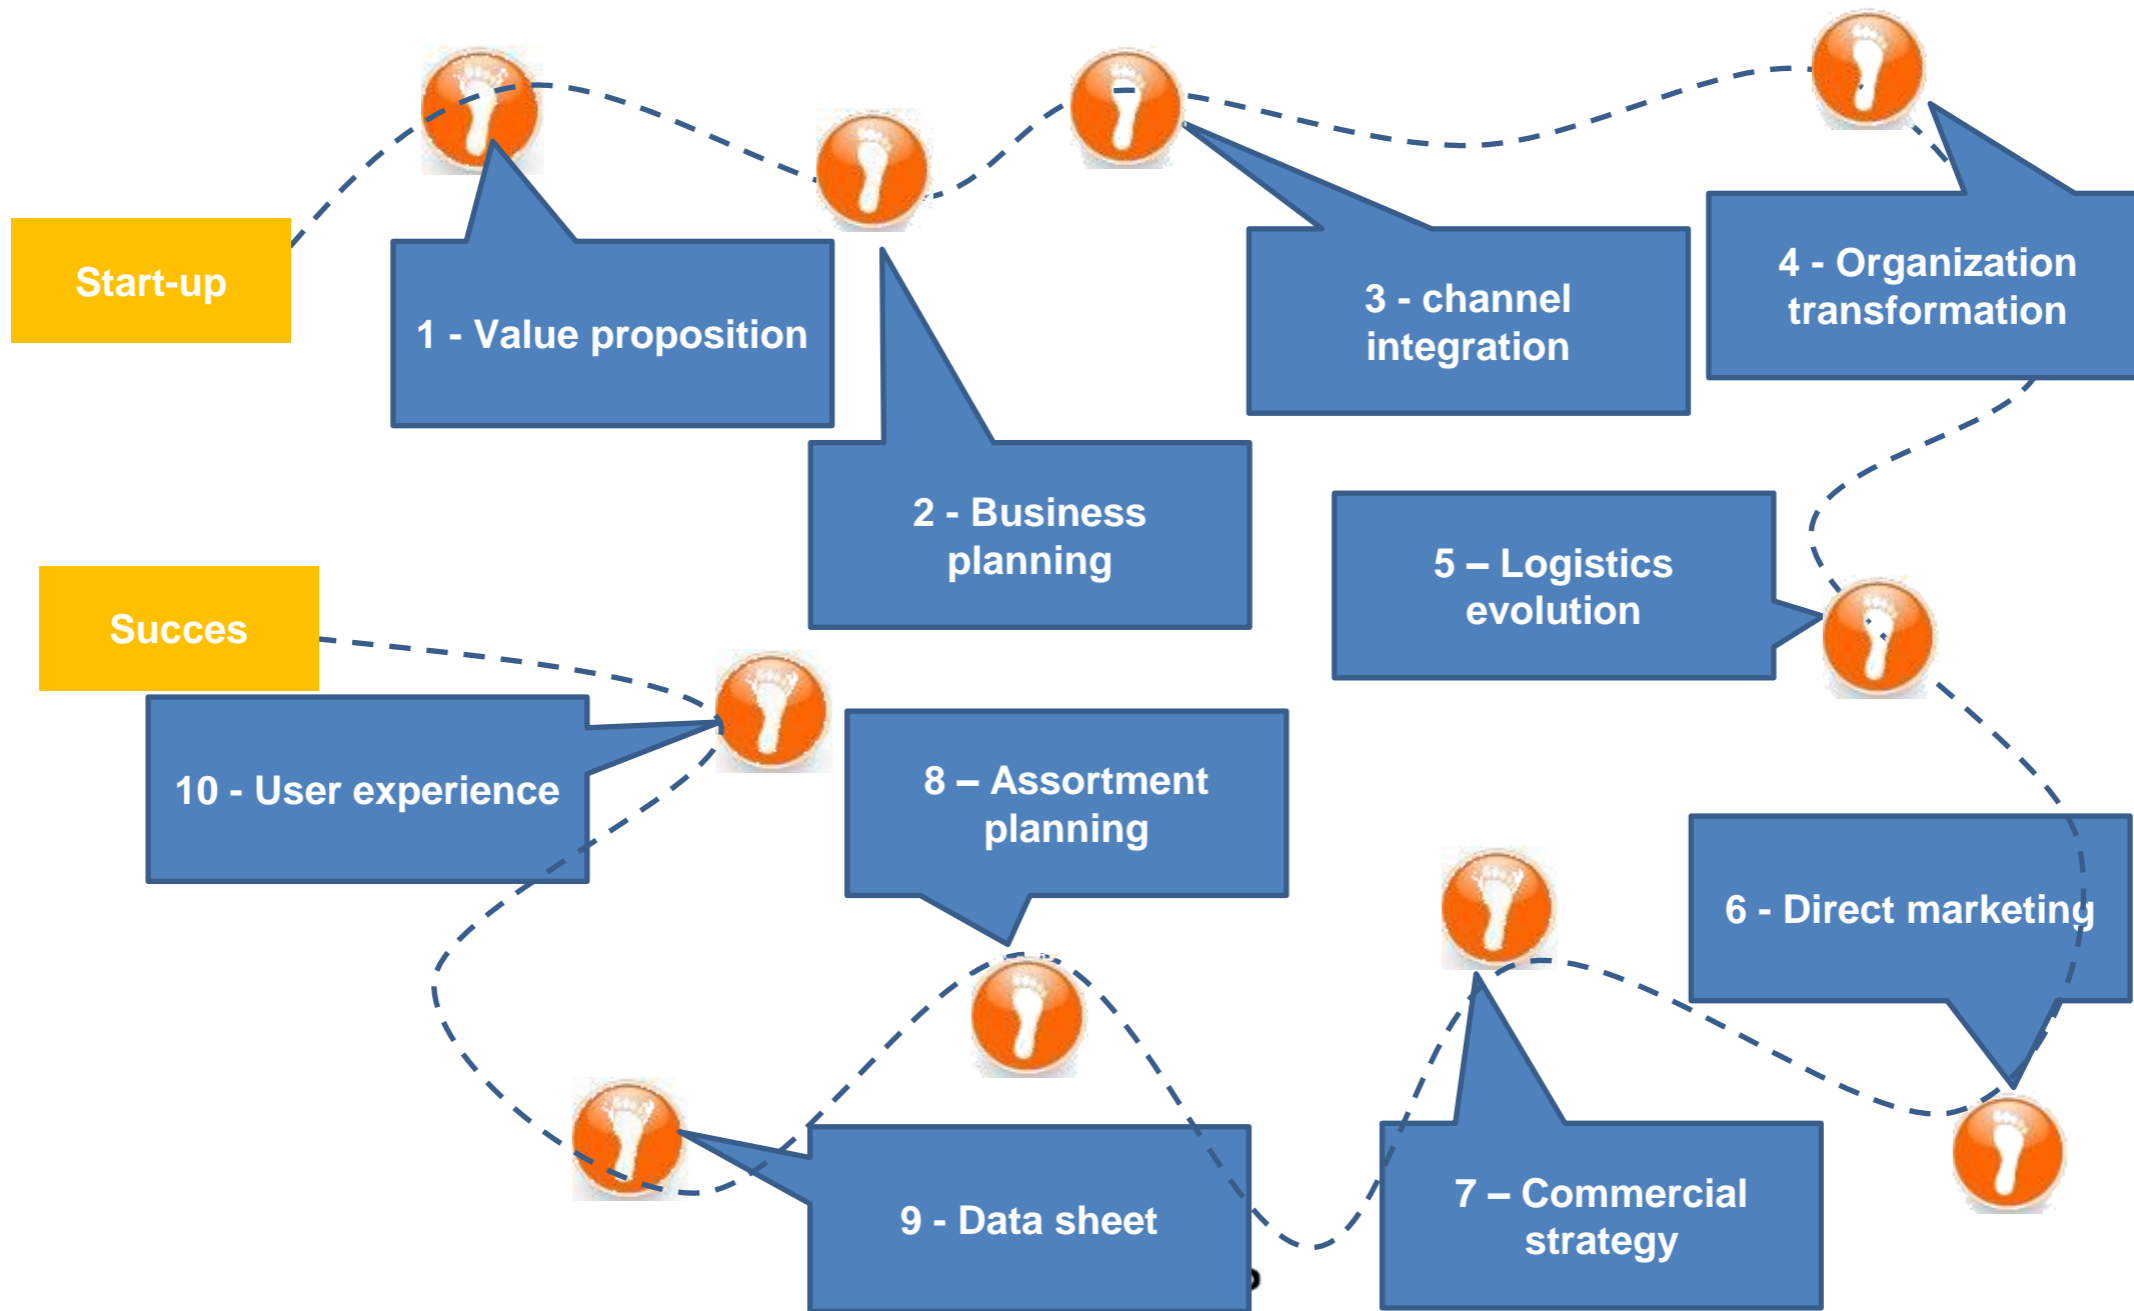 Start-up
1 - Value proposition
2 - Business
planning
3 - channel
integration
4 - Organization
transformation
5 – Logistics
evolution
6 - Direct marketing
7 – Commercial
strategy
8 – Assortment
planning
9 - Data sheet
10 - User experience
Succes